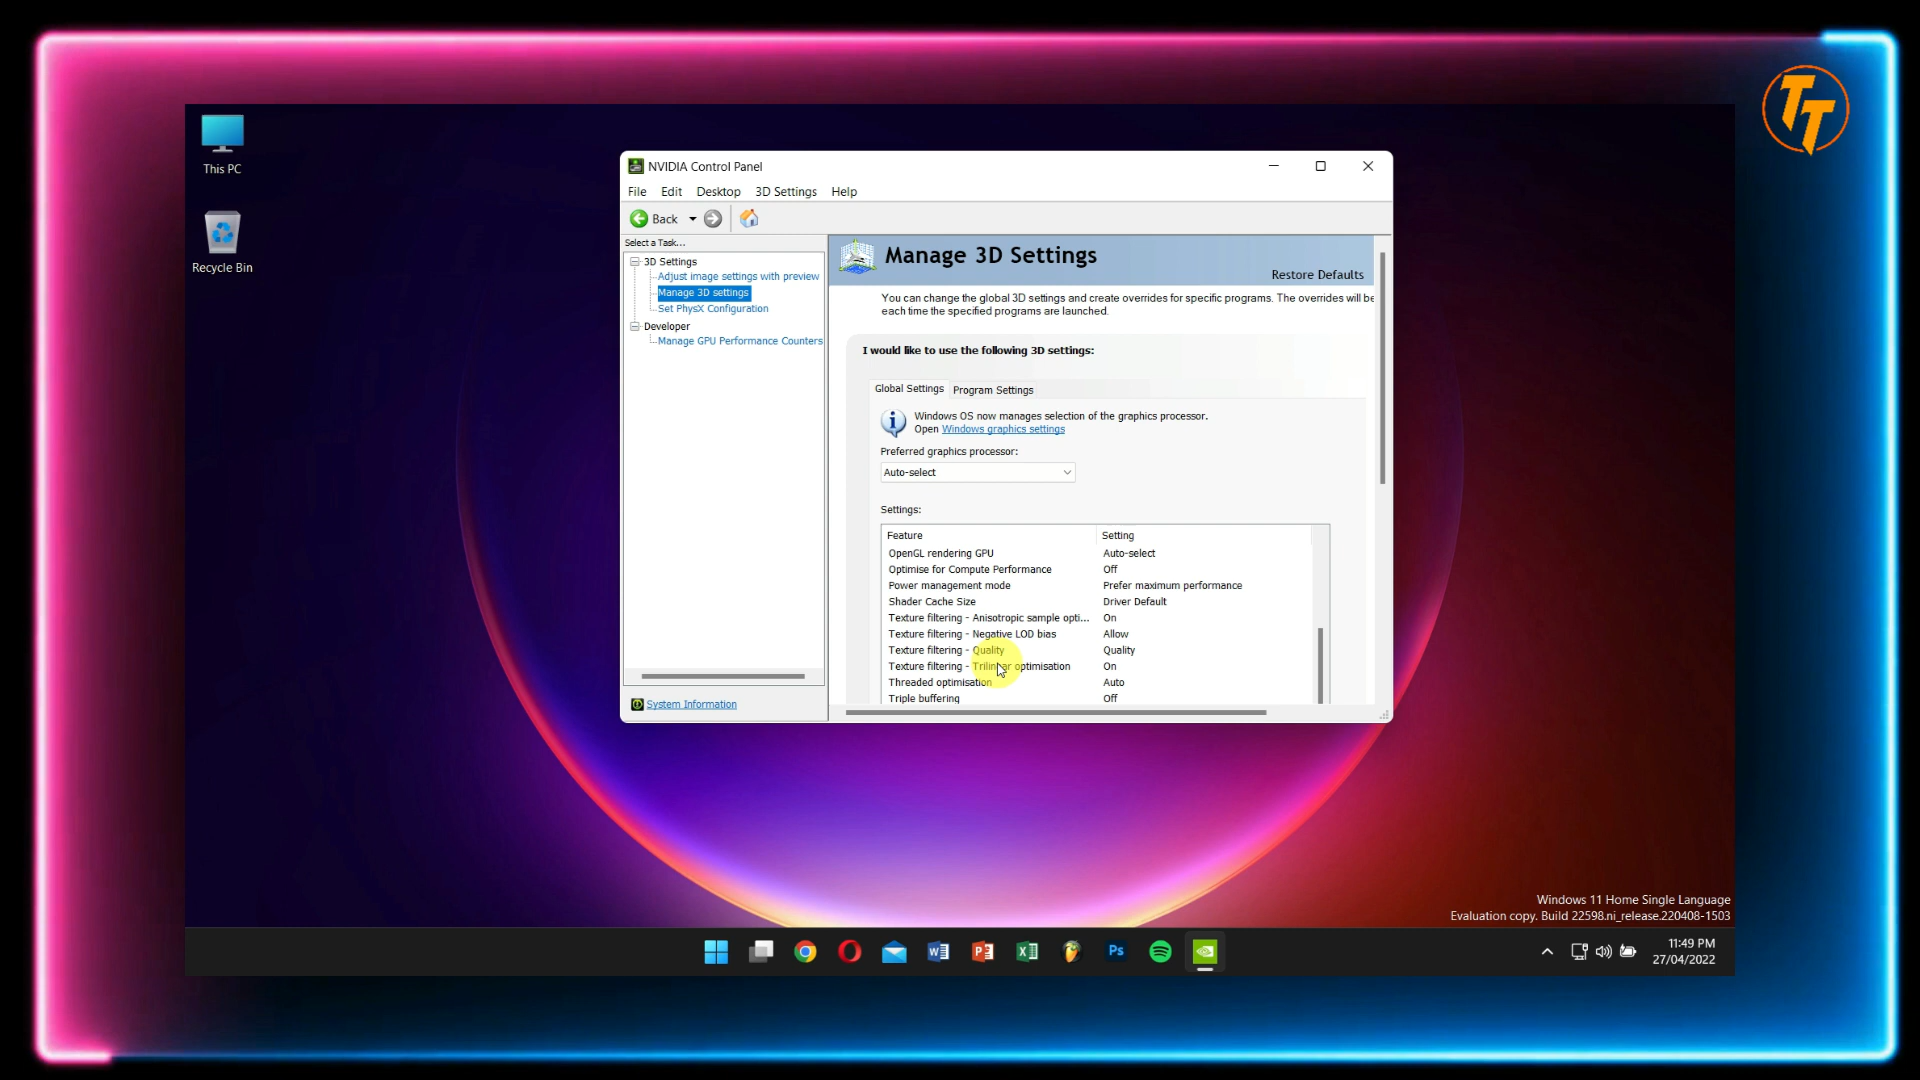 TT
This PC
Recycle Bin
NVIDIA Control Panel
File Edit Desktop 3D Settings Help
Back
Select a Task...
3D Settings
Adjust image settings with preview
Manage 3D settings
Set PhysX Configuration
Developer
Manage GPU Performance Counters
System Information
Manage 3D Settings
Restore Defaults
You can change the global 3D settings and create overrides for specific programs. The overrides will be
each time the specified programs are launched.
I would like to use the following 3D settings:
Global Settings Program Settings
Windows OS now manages selection of the graphics processor.
Open Windows graphics settings
Preferred graphics processor:
Auto-select
Settings:
Feature Setting
OpenGL rendering GPU Auto-select
Optimise for Compute Performance Off
Power management mode Prefer maximum performance
Shader Cache Size Driver Default
Texture filtering - Anisotropic sample opti... On
Texture filtering - Negative LOD bias Allow
Texture filtering - Quality Quality
Texture filtering - Trilinear optimisation On
Threaded optimisation Auto
Triple buffering Off
Windows 11 Home Single Language
Evaluation copy. Build 22598.ni_release.220408-1503
Ps
11:49 PM
27/04/2022